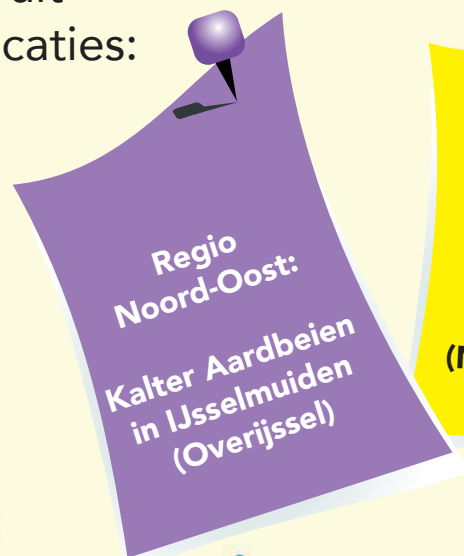 caties:
Regio
Noord-Oost:
Kalter Aardbeien
in IJsselmuiden
(Overijssel)